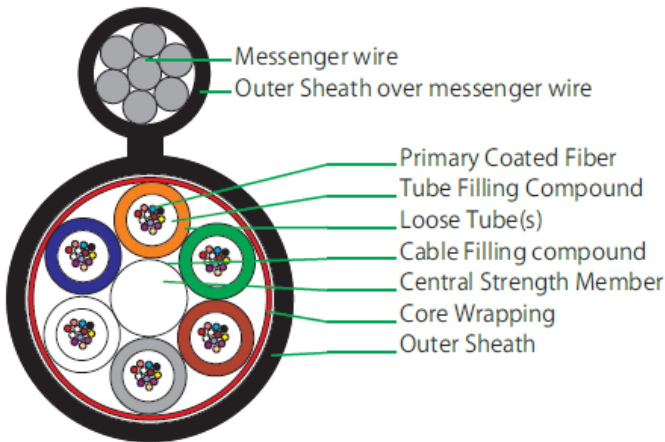 Messenger wire
Outer Sheath over messenger wire
Primary Coated Fiber
Tube Filling Compound
Loose Tube(s)
Cable Filling compound
Central Strength Member
Core Wrapping
Outer Sheath